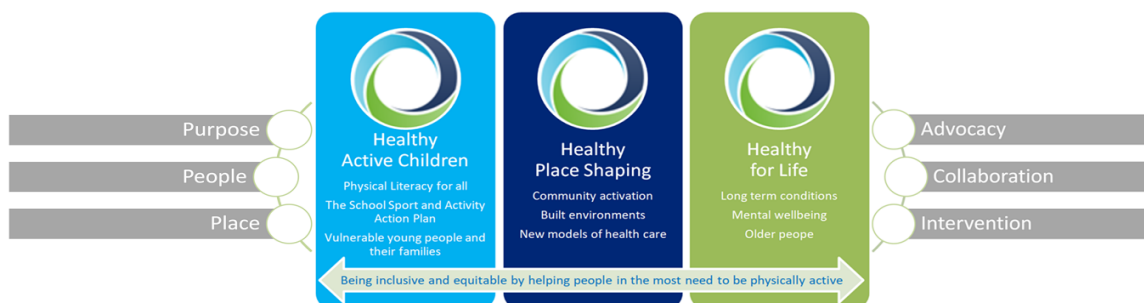 Purpose
People
Place
Healthy
Active Children
Physical Literacy for all
The School Sport and Activity
Action Plan
Vulnerable young people and
their families
Healthy
Place Shaping
Community activation
Built environments
New models of health care
Healthy
for Life
Long term conditions
Mental wellbeing
Older peope
Advocacy
Collaboration
Intervention
Being inclusive and equitable by helping people in the most need to be physically active